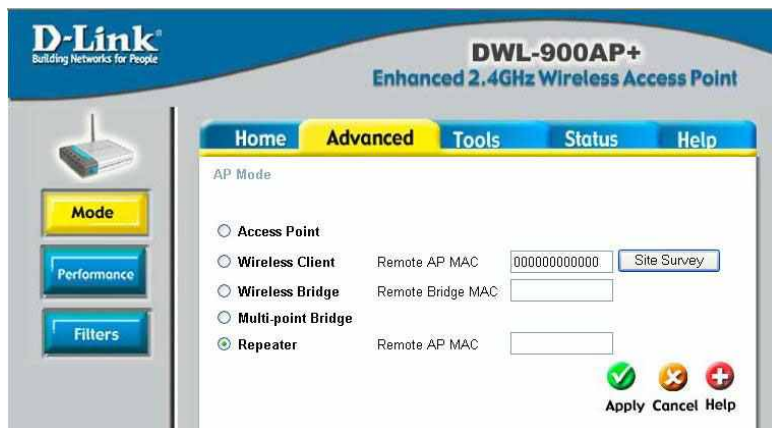 D-Link
Building Networks for People
DWL-900AP+
Enhanced 2.4GHz Wireless Access Point
Home Advanced Tools Status Help
AP Mode
Mode
Performance
Filters
Access Point
Wireless Client Remote AP MAC 000000000000 Site Survey
Wireless Bridge Remote Bridge MAC
Multi-point Bridge
Repeater Remote AP MAC
Apply Cancel Help